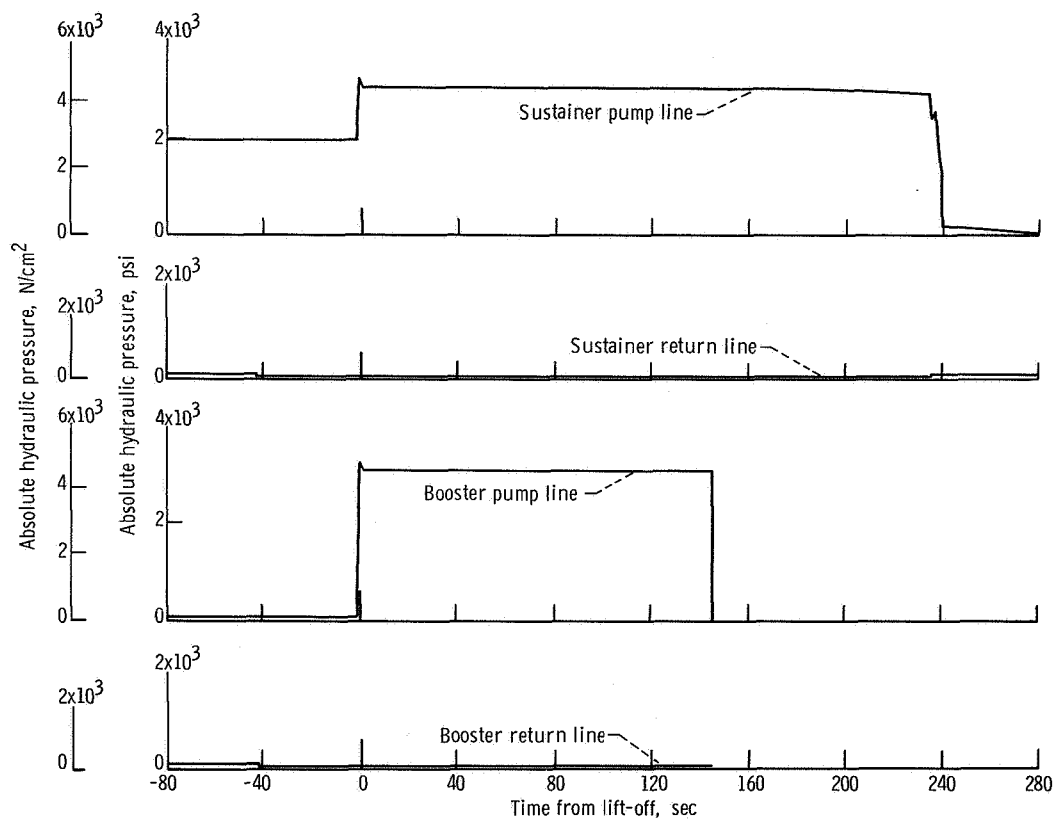 6x10³ 4x10³
4
Sustainer pump line
2
2
0 0
Absolute hydraulic pressure, N/cm²
Absolute hydraulic pressure, psi
2x10³
2x10³
Sustainer return line
0 0
6x10³ 4x10³
4
Booster pump line
2
2
0 0
2x10³
2x10³
Booster return line
0 0
-80 -40 0 40 80 120 160 200 240 280
Time from lift-off, sec